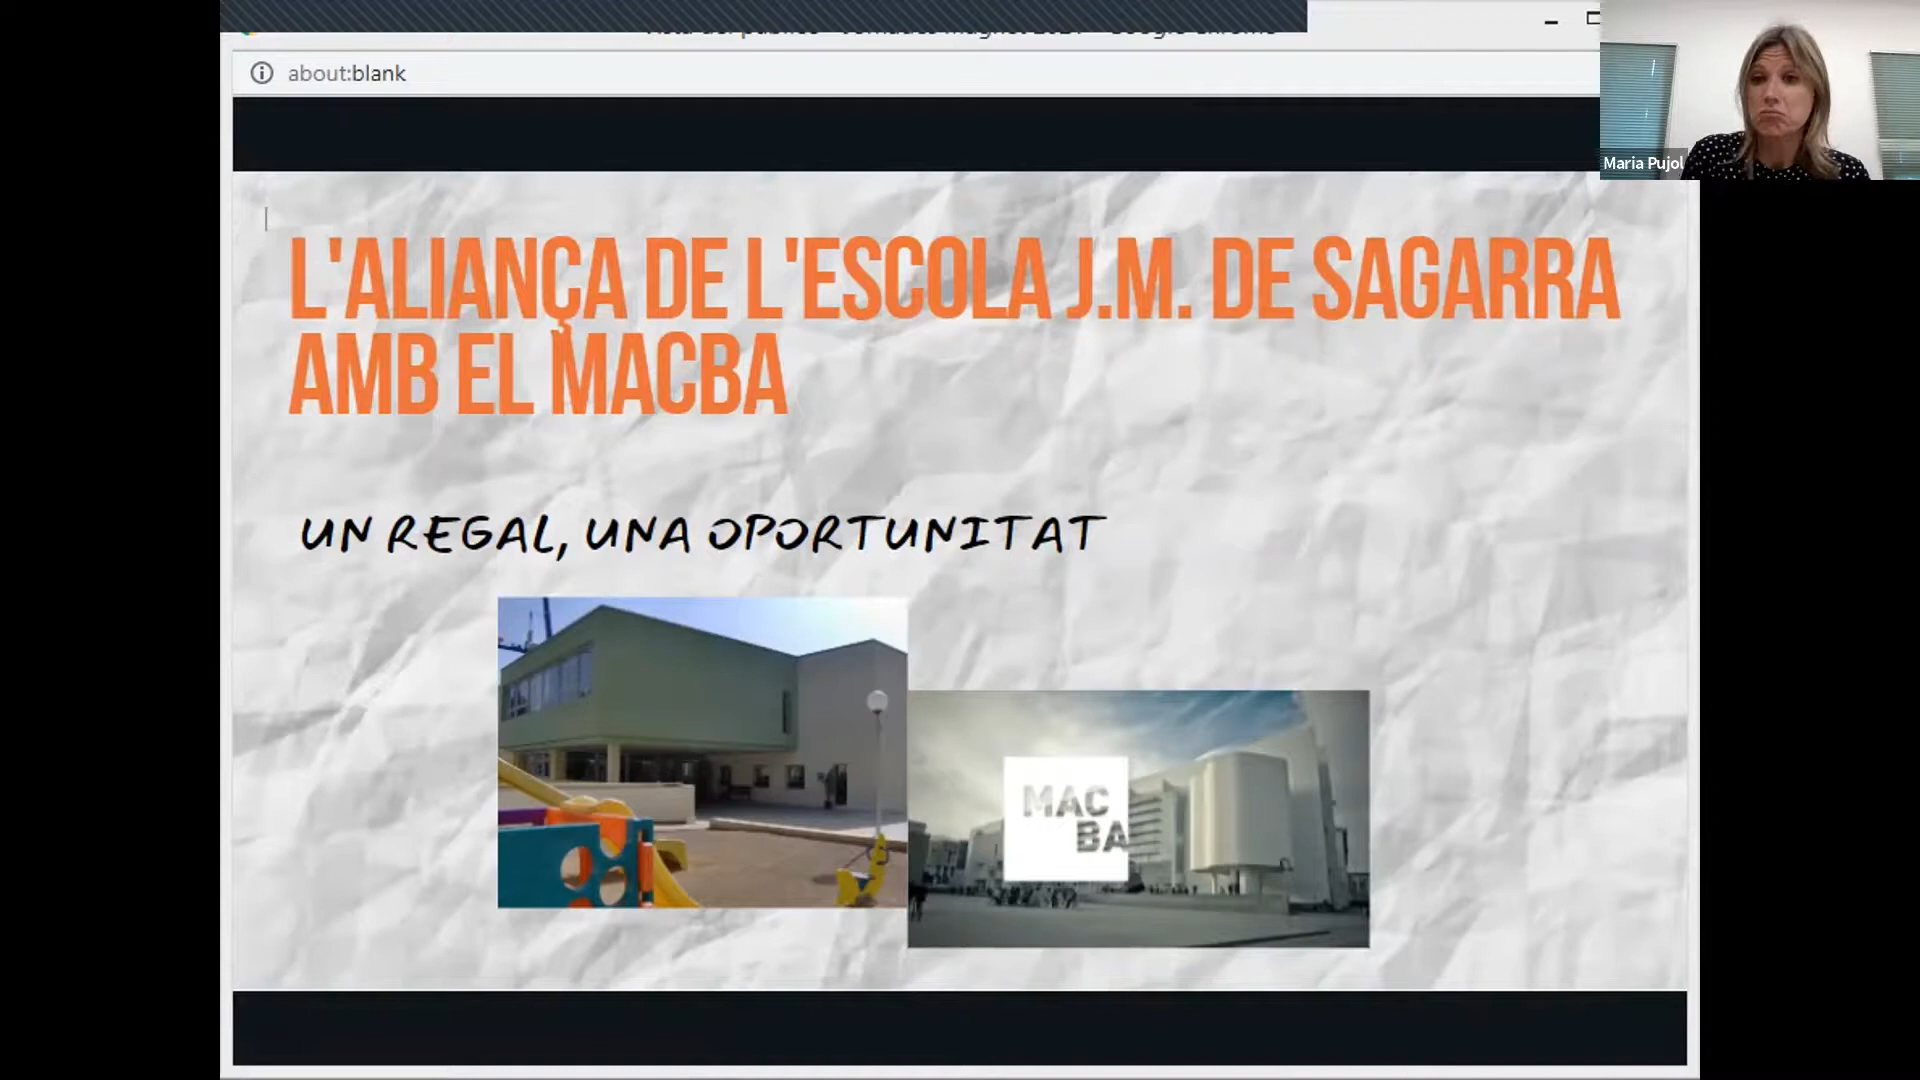 about:blank
Maria Pujol
L'ALIANÇA DE L'ESCOLA J.M. DE SAGARRA
AMB EL MACBA
UN REGAL, UNA OPORTUNITAT
MAC
BA